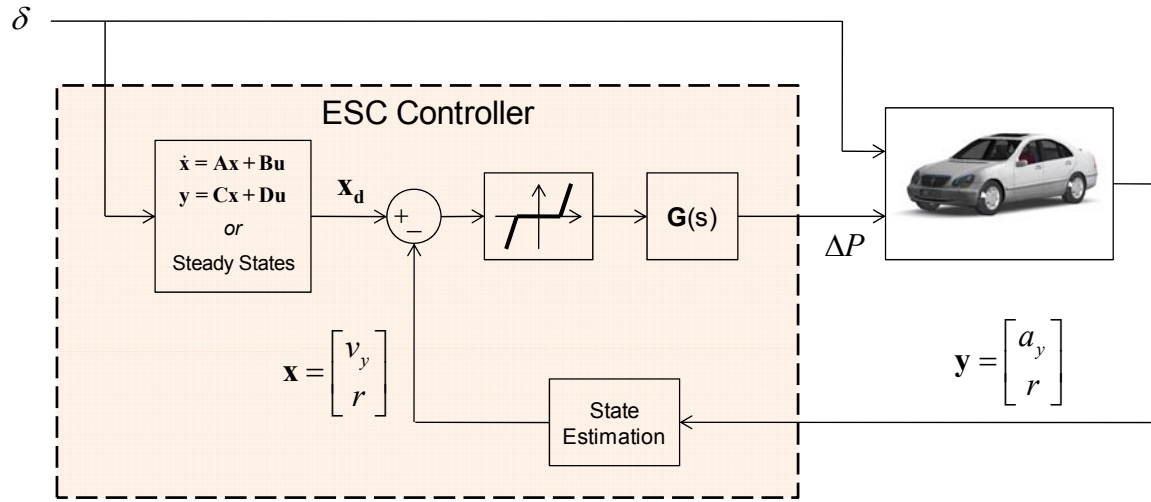 δ
ESC Controller
ẋ = Ax + Bu
y = Cx + Du
or
Steady States
x_d
+
−
G(s)
ΔP
x = [v_y
r]
y = [a_y
r]
State
Estimation